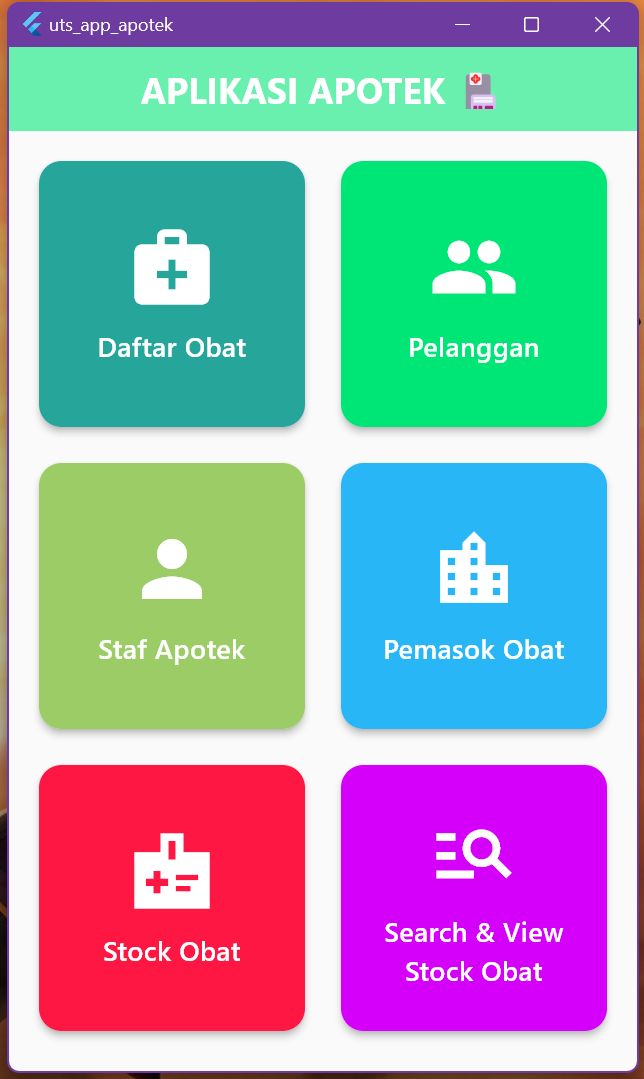 uts_app_apotek
APLIKASI APOTEK
Daftar Obat
Pelanggan
Staf Apotek
Pemasok Obat
Stock Obat
Search & View
Stock Obat